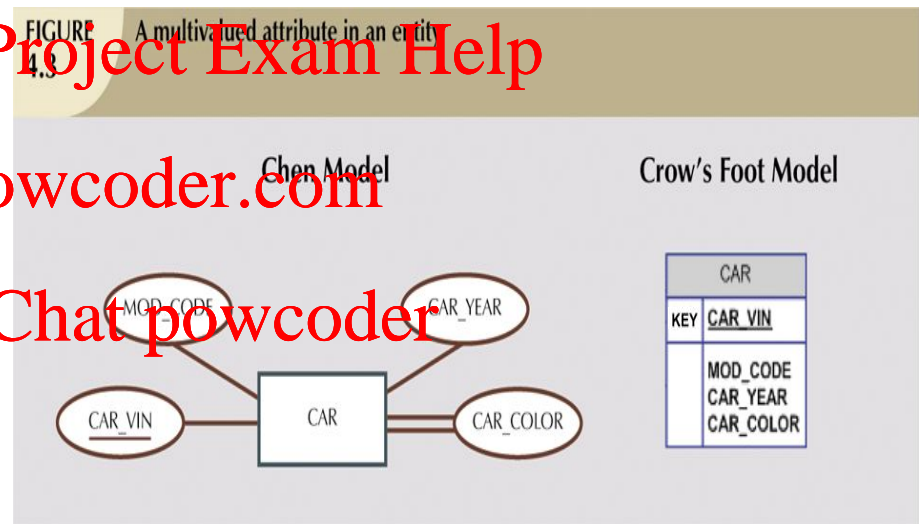 FIGURE 4.3
A multivalued attribute in an entity
Project Exam Help
powcoder.com
Chat powcoder
Chen Model
Crow's Foot Model
MOD_CODE
CAR_YEAR
CAR_VIN
CAR
CAR_COLOR
CAR
KEY CAR_VIN
MOD_CODE
CAR_YEAR
CAR_COLOR